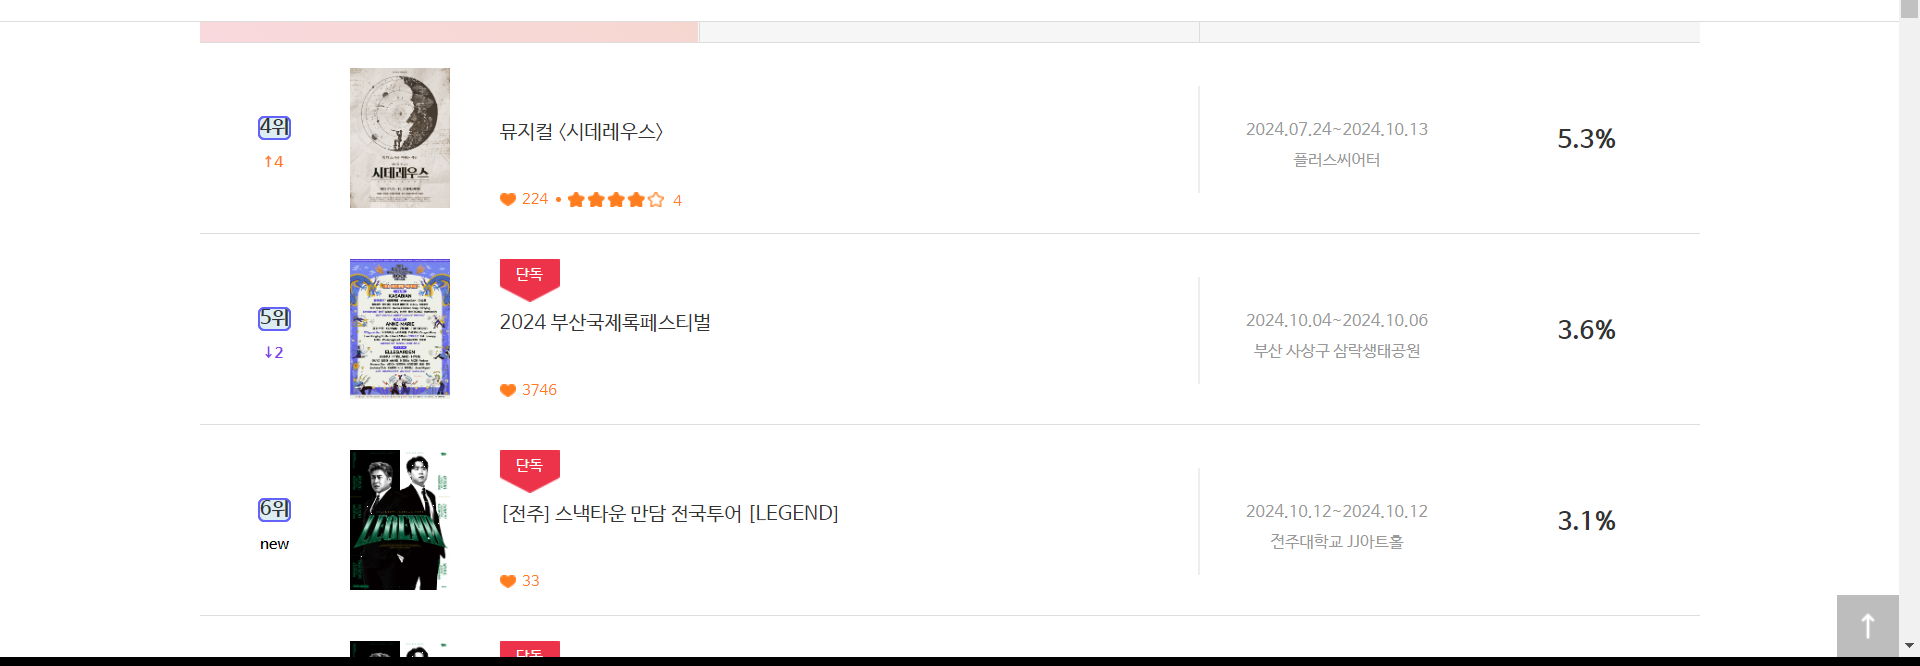 4위
↑4
시데레우스
뮤지컬 〈시데레우스〉
224 • 4
2024.07.24~2024.10.13
플러스씨어터
5.3%
5위
↓2
KASABIAN
ANNE-MARIE
ELLEGARDEN
단독
2024 부산국제록페스티벌
3746
2024.10.04~2024.10.06
부산 사상구 삼락생태공원
3.6%
6위
new
LEGEND
단독
[전주] 스낵타운 만담 전국투어 [LEGEND]
33
2024.10.12~2024.10.12
전주대학교 JJ아트홀
3.1%
단독
↑